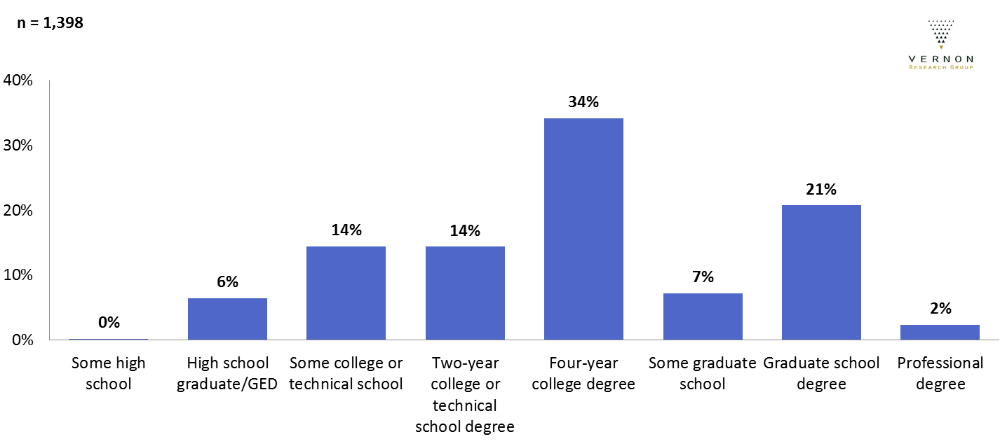 n = 1,398
VERNON
RESEARCH GROUP
40%
30%
20%
10%
0%
0%
6%
14%
14%
34%
7%
21%
2%
Some high
school
High school
graduate/GED
Some college or
technical school
Two-year
college or
technical
school degree
Four-year
college degree
Some graduate
school
Graduate school
degree
Professional
degree